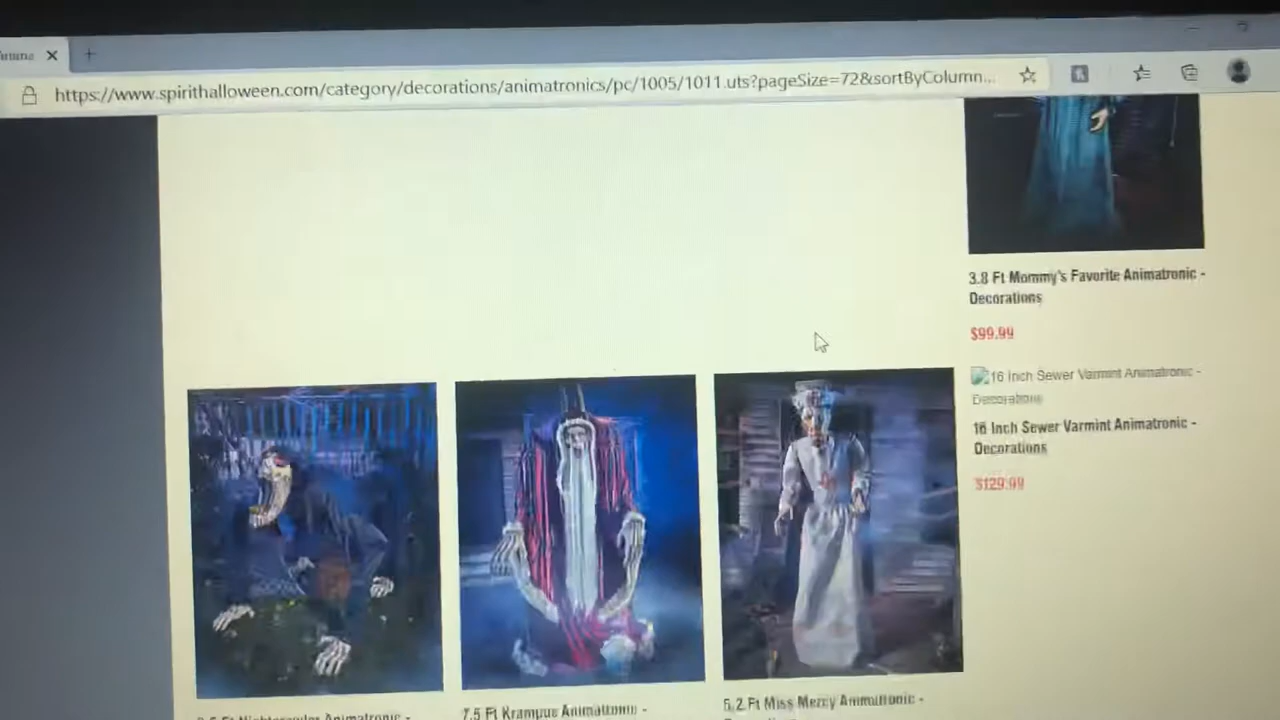 https://www.spirithalloween.com/category/decorations/animatronics/pc/1005/1011.uts?pageSize=72&sortByColumn...
3.8 Ft Mommy's Favorite Animatronic -
Decorations
$99.99
16 Inch Sewer Varmint Animatronic -
Decorations
16 Inch Sewer Varmint Animatronic -
Decorations
$129.99
Animatronic -
7.5 Ft Krampus Animatronic -
5.2 Ft Miss Mercy Animatronic -